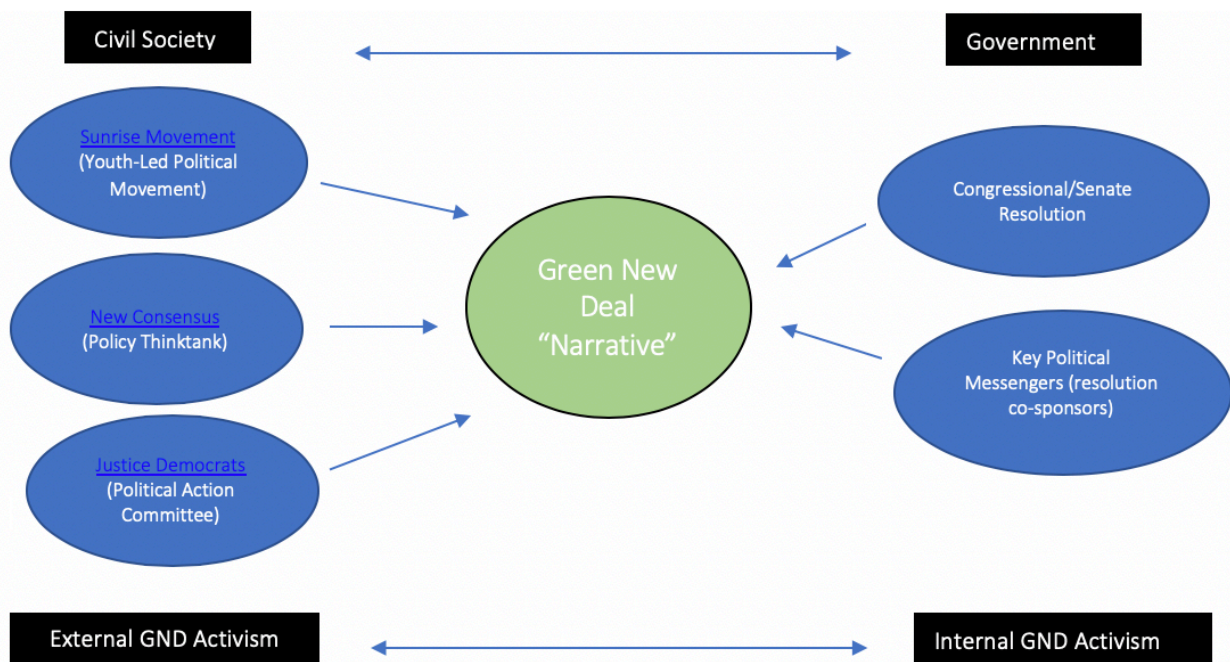 Civil Society
Government
Sunrise Movement
(Youth-Led Political
Movement)
Congressional/Senate
Resolution
Green New
Deal
“Narrative”
New Consensus
(Policy Thinktank)
Key Political
Messengers (resolution
co-sponsors)
Justice Democrats
(Political Action
Committee)
External GND Activism
Internal GND Activism